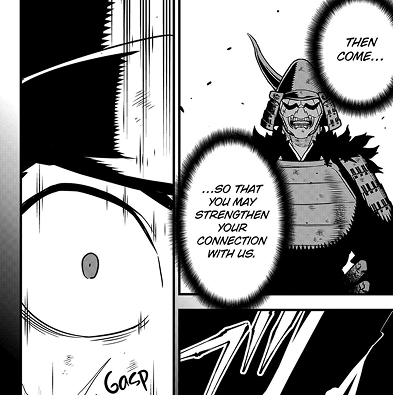 THEN
COME...
...SO THAT
YOU MAY
STRENGTHEN
YOUR
CONNECTION
WITH US.
Gasp